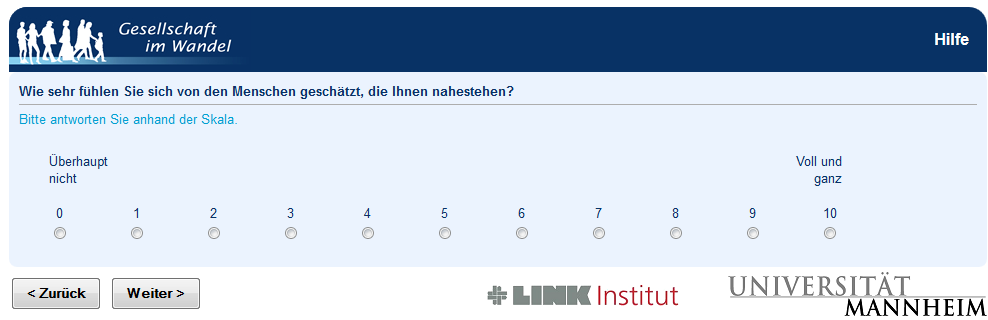 Gesellschaft
im Wandel
Hilfe
Wie sehr fühlen Sie sich von den Menschen geschätzt, die Ihnen nahestehen?
Bitte antworten Sie anhand der Skala.
Überhaupt Voll und
nicht ganz
0 1 2 3 4 5 6 7 8 9 10
< Zurück Weiter >
LINK Institut
UNIVERSITÄT
MANNHEIM